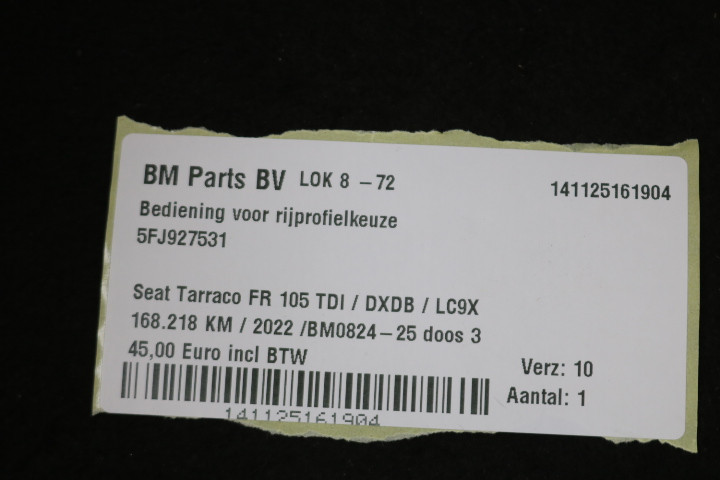 BM Parts BV LOK 8 - 72
141125161904
Bediening voor rijprofielkeuze
5FJ927531
Seat Tarraco FR 105 TDI / DXDB / LC9X
168.218 KM / 2022 /BM0824-25 doos 3
45,00 Euro incl BTW
Verz: 10
Aantal: 1
141125161904